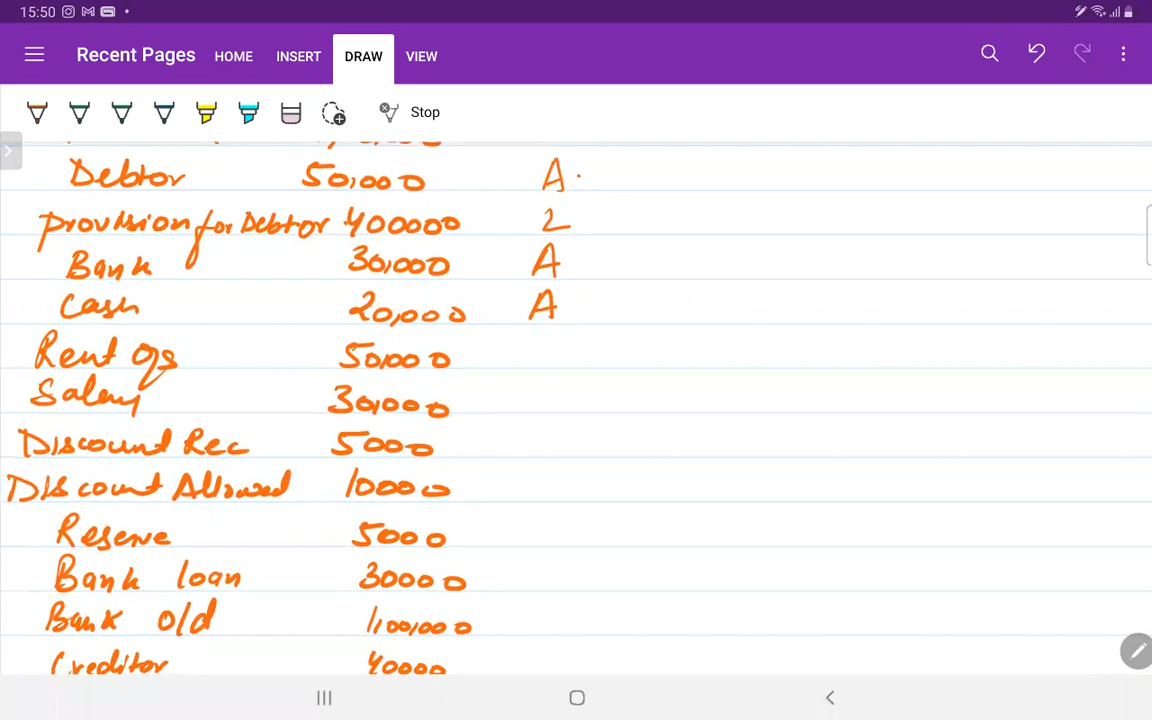 15:50
Recent Pages HOME INSERT DRAW VIEW
Stop
Debtor 50,000 A.
Provision for Debtor 400000 L
Bank 30,000 A
Cash 20,000 A
Rent 50,000
Salary 30,000
Discount Rec 5000
Discount Allowed 10000
Reserve 5000
Bank loan 30000
Bank o/d 1,00,000
Creditor 40000